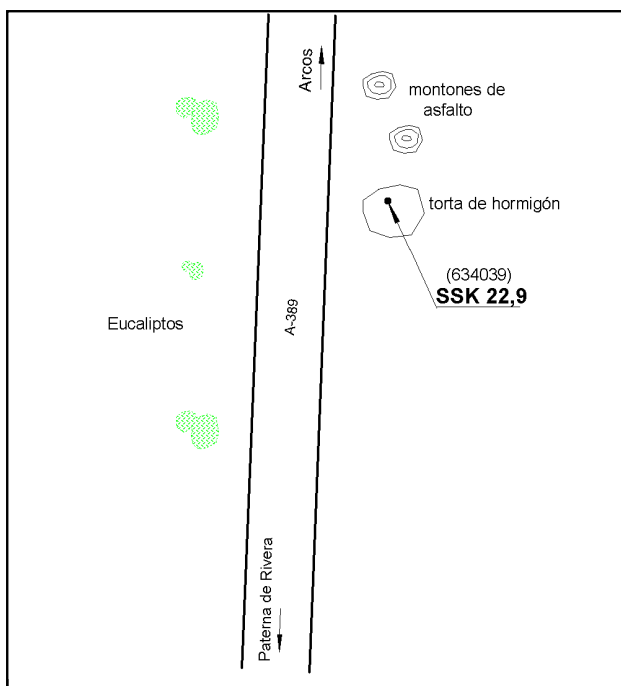 Arcos
montones de
asfalto
torta de hormigón
(634039)
SSK 22,9
A-389
Eucaliptos
Paterna de Rivera